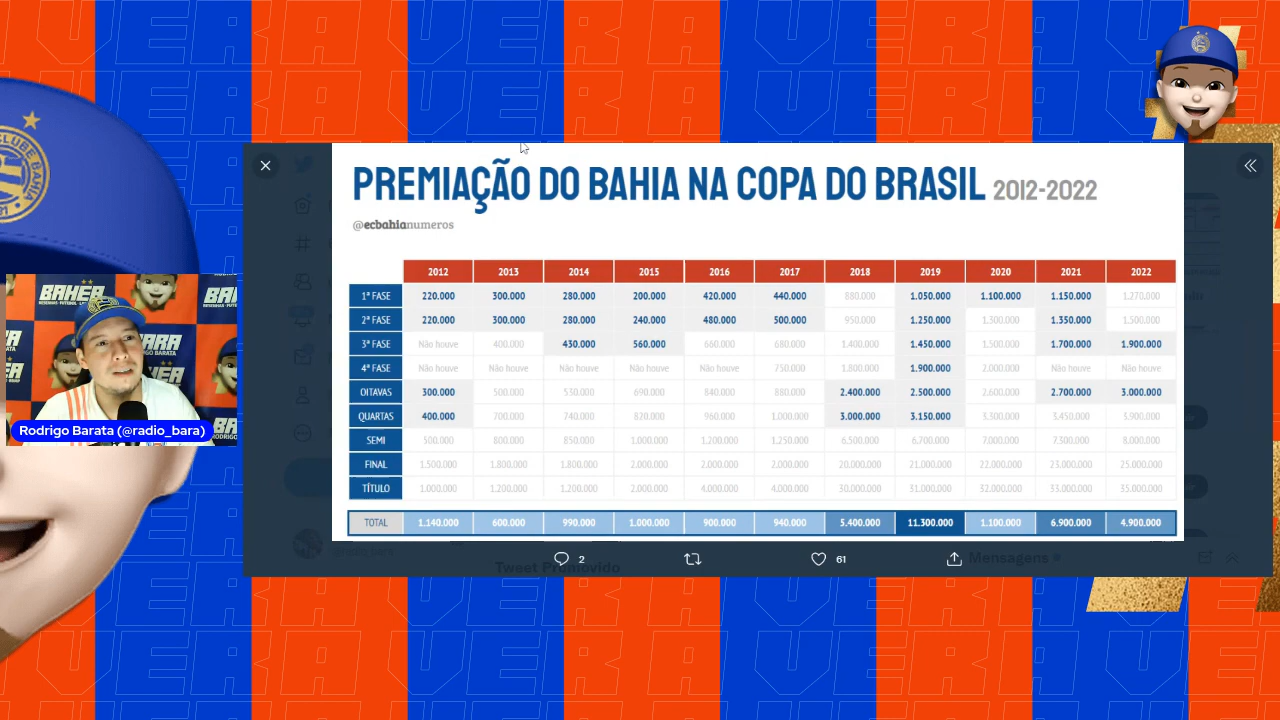 PREMIAÇÃO DO BAHIA NA COPA DO BRASIL 2012-2022
@ecbahianumeros
2012 2013 2014 2015 2016 2017 2018 2019 2020 2021 2022
1ª FASE 220.000 300.000 280.000 200.000 420.000 440.000 880.000 1.050.000 1.100.000 1.150.000 1.270.000
2ª FASE 220.000 300.000 280.000 240.000 480.000 500.000 950.000 1.250.000 1.300.000 1.350.000 1.500.000
3ª FASE Não houve 400.000 430.000 560.000 660.000 680.000 1.400.000 1.450.000 1.500.000 1.700.000 1.900.000
4ª FASE Não houve Não houve Não houve Não houve Não houve 750.000 1.800.000 1.900.000 2.000.000 Não houve Não houve
OITAVAS 300.000 500.000 530.000 690.000 840.000 880.000 2.400.000 2.500.000 2.600.000 2.700.000 3.000.000
QUARTAS 400.000 700.000 740.000 820.000 960.000 1.000.000 3.000.000 3.150.000 3.300.000 3.450.000 3.900.000
SEMI 500.000 800.000 850.000 1.000.000 1.200.000 1.250.000 6.500.000 6.700.000 7.000.000 7.300.000 8.000.000
FINAL 1.500.000 1.800.000 1.800.000 2.000.000 2.000.000 2.000.000 20.000.000 21.000.000 22.000.000 23.000.000 25.000.000
TÍTULO 1.000.000 1.200.000 1.200.000 2.000.000 4.000.000 4.000.000 30.000.000 31.000.000 32.000.000 33.000.000 35.000.000
TOTAL 1.140.000 600.000 990.000 1.000.000 900.000 940.000 5.400.000 11.300.000 1.100.000 6.900.000 4.900.000
2 61
Tweet Promovido
Mensagens
BAHEA
Rodrigo Barata (@radio_bara)